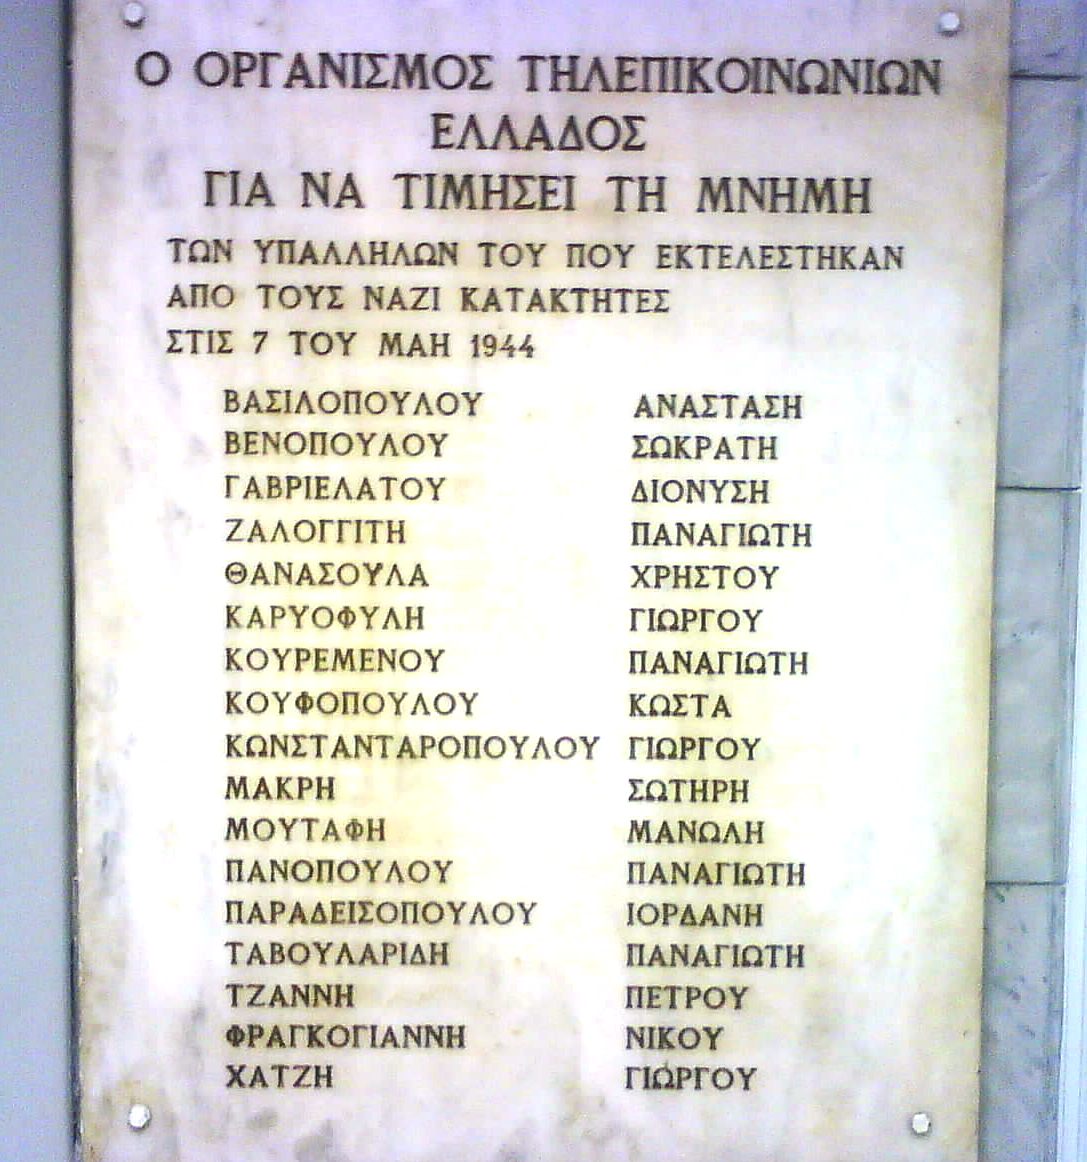 Ο ΟΡΓΑΝΙΣΜΟΣ ΤΗΛΕΠΙΚΟΙΝΩΝΙΩΝ
ΕΛΛΑΔΟΣ
ΓΙΑ ΝΑ ΤΙΜΗΣΕΙ ΤΗ ΜΝΗΜΗ
ΤΩΝ ΥΠΑΛΛΗΛΩΝ ΤΟΥ ΠΟΥ ΕΚΤΕΛΕΣΤΗΚΑΝ
ΑΠΟ ΤΟΥΣ ΝΑΖΙ ΚΑΤΑΚΤΗΤΕΣ
ΣΤΙΣ 7 ΤΟΥ ΜΑΗ 1944
ΒΑΣΙΛΟΠΟΥΛΟΥ ΑΝΑΣΤΑΣΗ
ΒΕΝΟΠΟΥΛΟΥ ΣΩΚΡΑΤΗ
ΓΑΒΡΙΕΛΑΤΟΥ ΔΙΟΝΥΣΗ
ΖΑΛΟΓΓΙΤΗ ΠΑΝΑΓΙΩΤΗ
ΘΑΝΑΣΟΥΛΑ ΧΡΗΣΤΟΥ
ΚΑΡΥΟΦΥΛΗ ΓΙΩΡΓΟΥ
ΚΟΥΡΕΜΕΝΟΥ ΠΑΝΑΓΙΩΤΗ
ΚΟΥΦΟΠΟΥΛΟΥ ΚΩΣΤΑ
ΚΩΝΣΤΑΝΤΑΡΟΠΟΥΛΟΥ ΓΙΩΡΓΟΥ
ΜΑΚΡΗ ΣΩΤΗΡΗ
ΜΟΥΤΑΦΗ ΜΑΝΩΛΗ
ΠΑΝΟΠΟΥΛΟΥ ΠΑΝΑΓΙΩΤΗ
ΠΑΡΑΔΕΙΣΟΠΟΥΛΟΥ ΙΟΡΔΑΝΗ
ΤΑΒΟΥΛΑΡΙΔΗ ΠΑΝΑΓΙΩΤΗ
ΤΖΑΝΝΗ ΠΕΤΡΟΥ
ΦΡΑΓΚΟΓΙΑΝΝΗ ΝΙΚΟΥ
ΧΑΤΖΗ ΓΙΩΡΓΟΥ